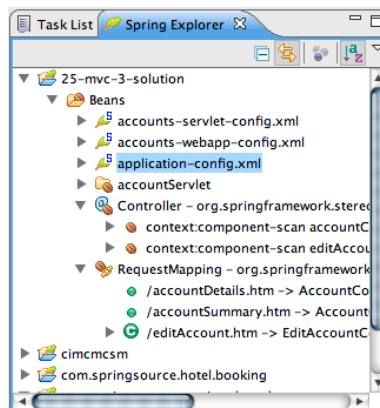 Task List
Spring Explorer
25-mvc-3-solution
Beans
accounts-servlet-config.xml
accounts-webapp-config.xml
application-config.xml
accountServlet
Controller - org.springframework.stereo
context:component-scan accountC
context:component-scan editAccou
RequestMapping - org.springframework
/accountDetails.htm -> AccountCo
/accountSummary.htm -> Account
/editAccount.htm -> EditAccountC
cimcmcsm
com.springsource.hotel.booking